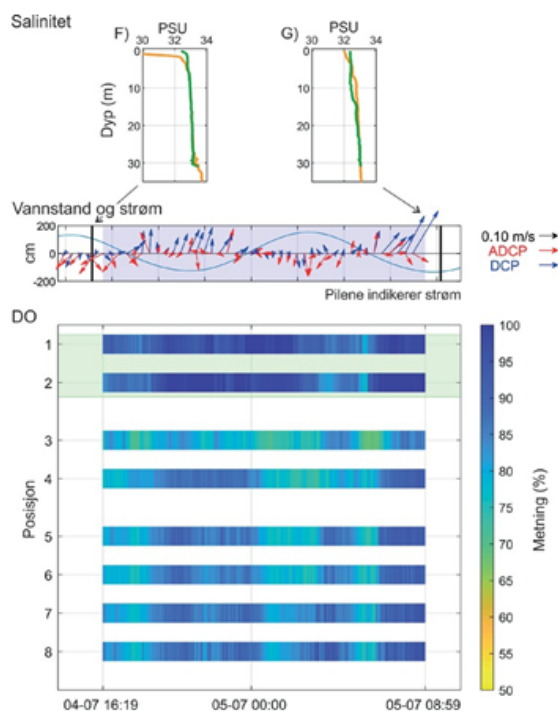 Salinitet
PSU
PSU
F)
30 32 34
G)
30 32 34
Dyp (m)
0
10
20
30
0
10
20
30
Vannstand og strøm
cm
200
0
-200
0.10 m/s
ADCP
DCP
Pilene indikerer strøm
DO
Posisjon
1
2
3
4
5
6
7
8
04-07 16:19
05-07 00:00
05-07 08:59
100
95
90
85
80
75
70
65
60
55
50
Metning (%)